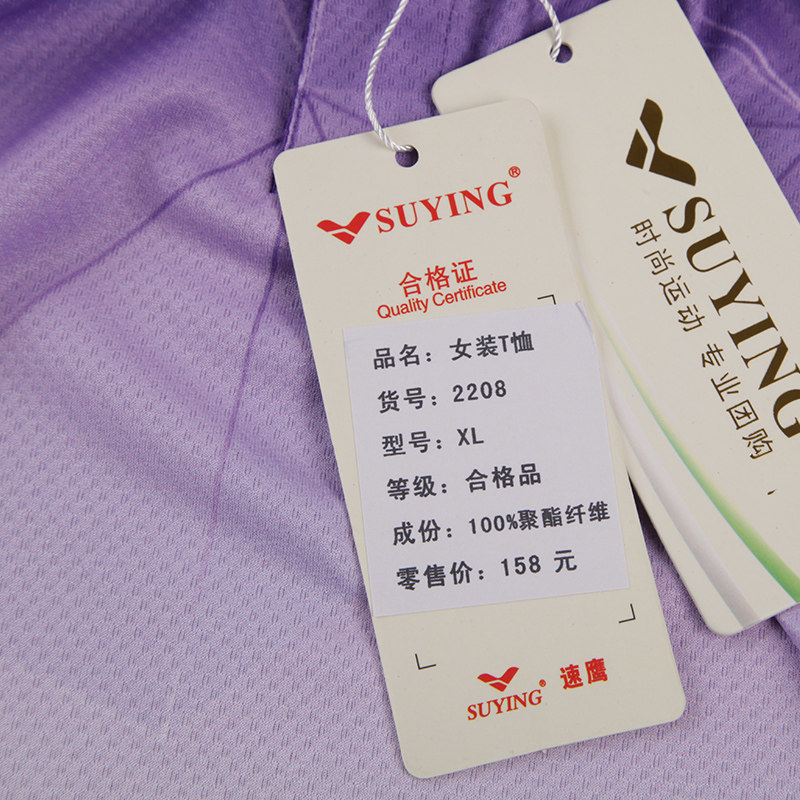 SUYING®
合格证
Quality Certificate
品名：女装T恤
货号：2208
型号：XL
等级：合格品
成份：100%聚酯纤维
零售价：158 元
SUYING® 速鹰
SUYING
时尚运动 专业团购